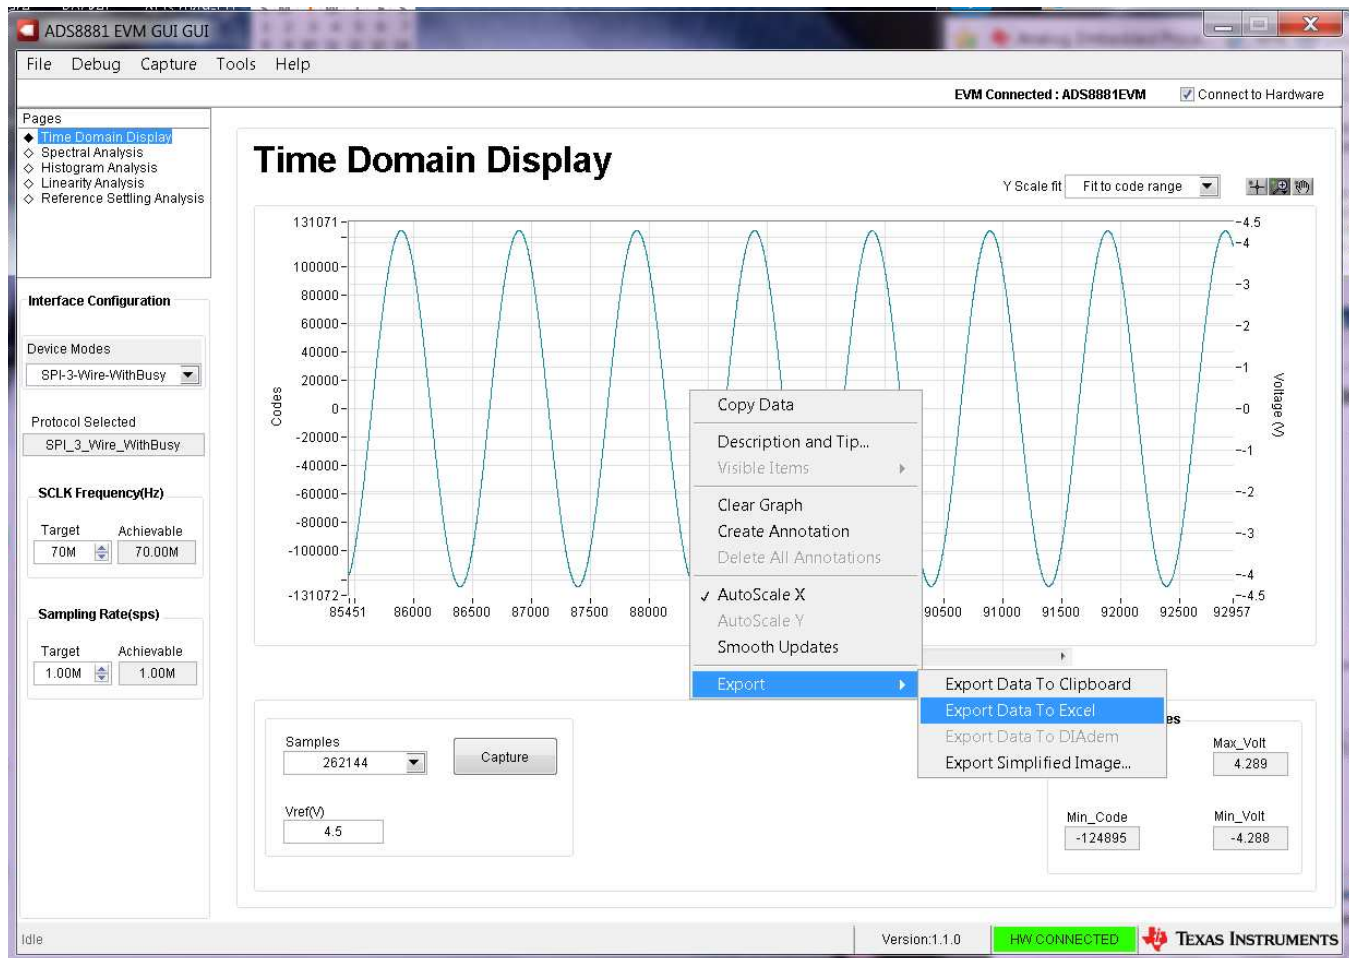 ADS8881 EVM GUI GUI
File Debug Capture Tools Help
EVM Connected : ADS8881EVM Connect to Hardware
Pages
Time Domain Display
Spectral Analysis
Histogram Analysis
Linearity Analysis
Reference Settling Analysis
Interface Configuration
Device Modes
SPI-3-Wire-WithBusy
Protocol Selected
SPI_3_Wire_WithBusy
SCLK Frequency(Hz)
Target Achievable
70M 70.00M
Sampling Rate(sps)
Target Achievable
1.00M 1.00M
Time Domain Display
Y Scale fit Fit to code range
131071
100000
80000
60000
40000
20000
0
-20000
-40000
-60000
-80000
-100000
-131072
Codes
4.5
4
3
2
1
0
-1
-2
-3
-4
-4.5
Voltage (V)
85451 86000 86500 87000 87500 88000 90500 91000 91500 92000 92500 92957
Copy Data
Description and Tip...
Visible Items
Clear Graph
Create Annotation
Delete All Annotations
AutoScale X
AutoScale Y
Smooth Updates
Export
Export Data To Clipboard
Export Data To Excel
Export Data To DIAdem
Export Simplified Image...
Samples
262144
Capture
Vref(V)
4.5
es
Max_Volt
4.289
Min_Code
-124895
Min_Volt
-4.288
Idle
Version:1.1.0
HW CONNECTED
TEXAS INSTRUMENTS